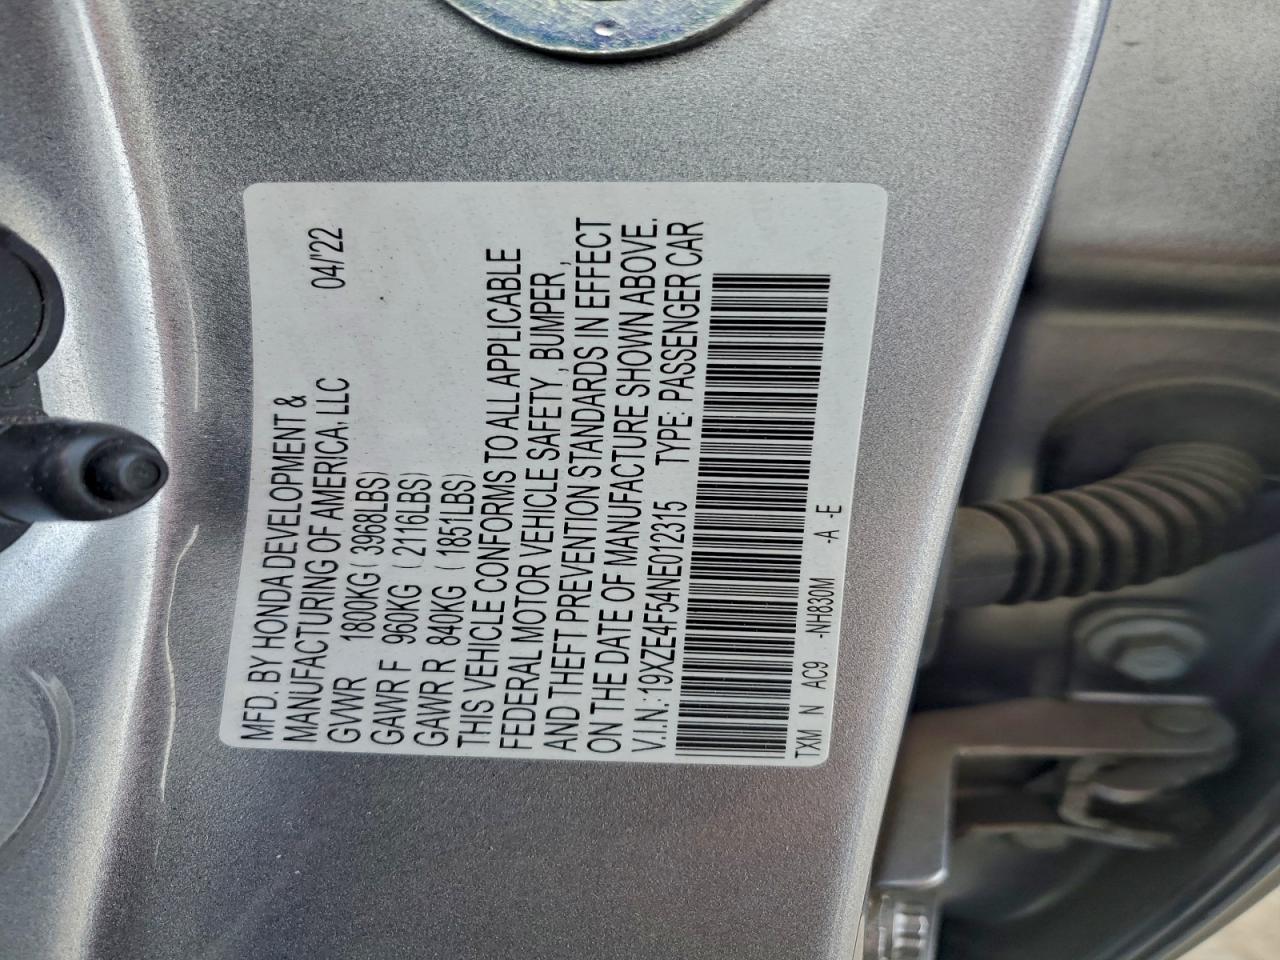 MFD. BY HONDA DEVELOPMENT &
MANUFACTURING OF AMERICA, LLC 04/'22
GVWR 1800KG ( 3968LBS)
GAWR F 960KG ( 2116LBS)
GAWR R 840KG ( 1851LBS)
THIS VEHICLE CONFORMS TO ALL APPLICABLE
FEDERAL MOTOR VEHICLE SAFETY , BUMPER ,
AND THEFT PREVENTION STANDARDS IN EFFECT
ON THE DATE OF MANUFACTURE SHOWN ABOVE.
V.I.N.: 19XZE4F54NE012315 TYPE: PASSENGER CAR
TXM N AC9 -NH830M -A -E